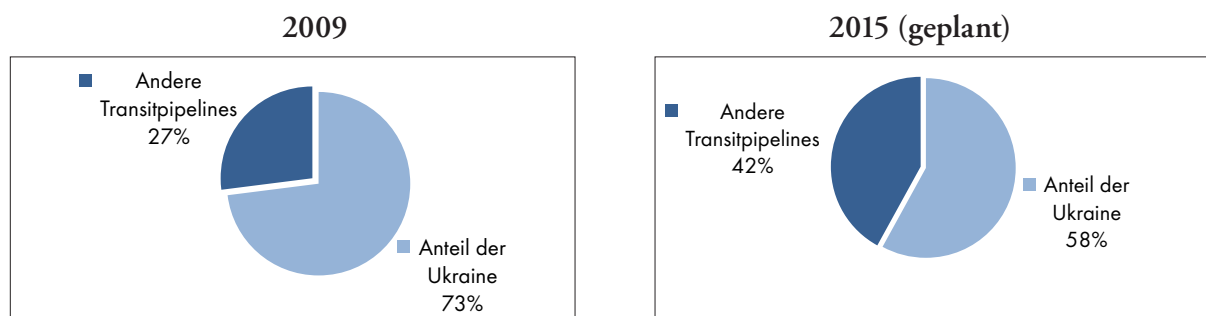 2009
Andere
Transitpipelines
27%
Anteil der
Ukraine
73%
2015 (geplant)
Andere
Transitpipelines
42%
Anteil der
Ukraine
58%